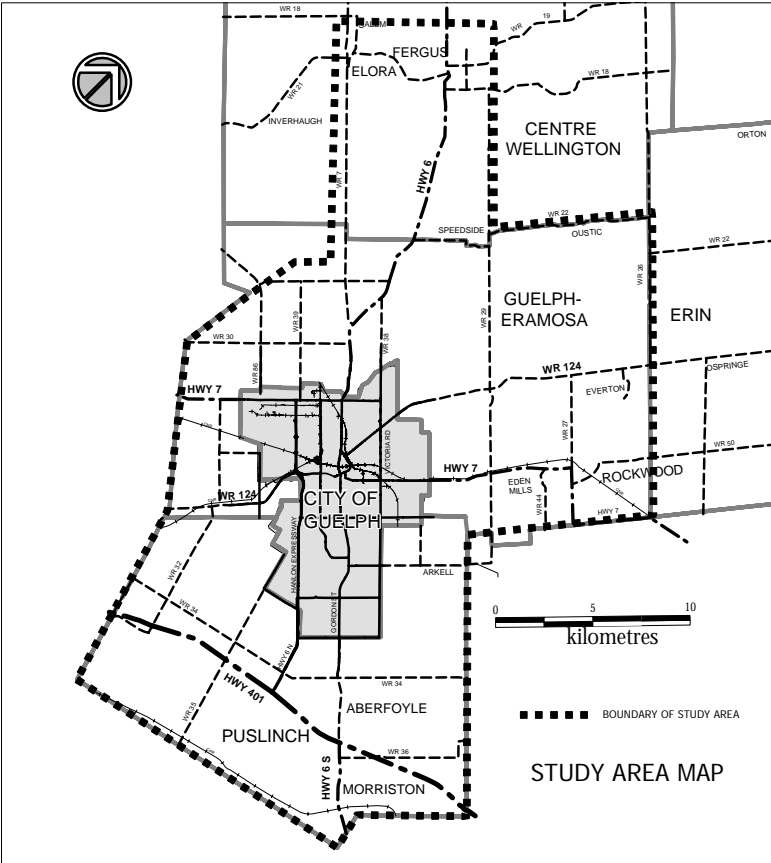 WR 18
SALEM
FERGUS
ELORA
WR 19
WR 21
WR 18
INVERHAUGH
CENTRE
WELLINGTON
ORTON
WR 7
HWY 6
WR 22
SPEEDSIDE
OUSTIC
WR 22
WR 26
GUELPH-
ERAMOSA
ERIN
WR 29
WR 39
WR 38
WR 30
WR 86
WR 124
OSPRINGE
HWY 7
EVERTON
VICTORIA RD
WR 27
WR 50
HWY 7
ROCKWOOD
EDEN
MILLS
WR 44
HWY 7
WR 124
CITY OF
GUELPH
HANLON EXPRESSWAY
WR 32
ARKELL
GORDON ST
WR 34
0 5 10
kilometres
HWY 6 N
WR 34
HWY 401
WR 35
ABERFOYLE
BOUNDARY OF STUDY AREA
PUSLINCH
WR 36
HWY 6 S
MORRISTON
STUDY AREA MAP